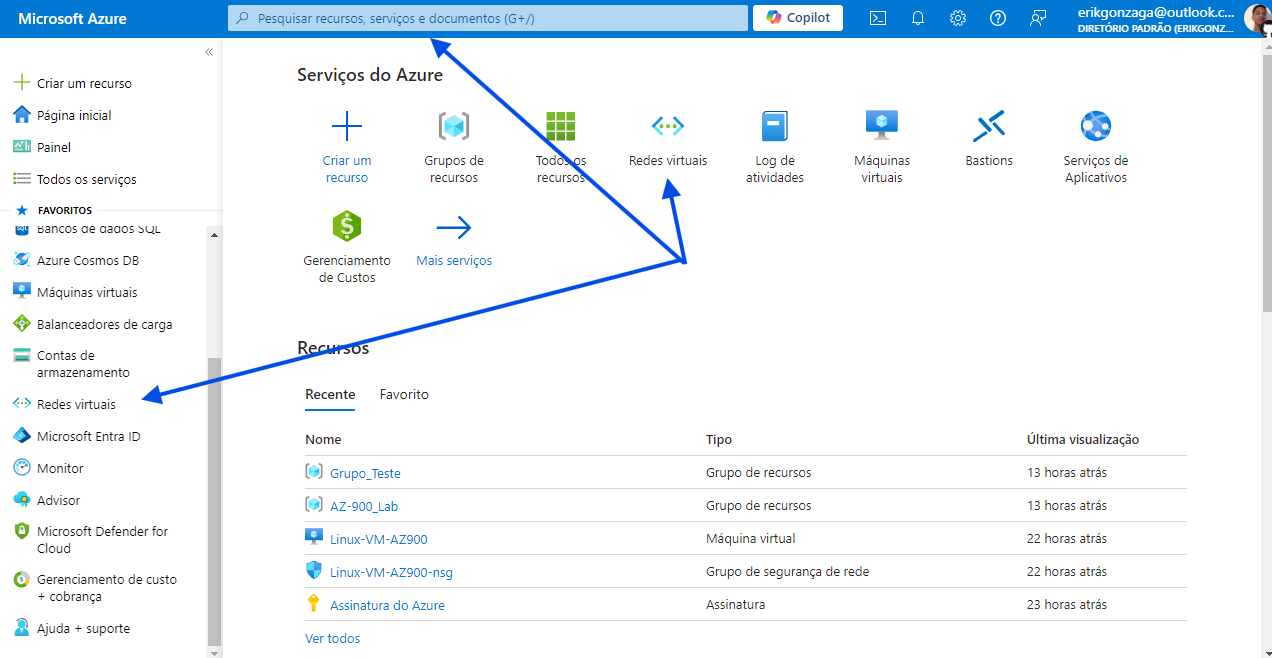 Microsoft Azure
Pesquisar recursos, serviços e documentos (G+/)
Copilot
erikgonzaga@outlook.c...
DIRETÓRIO PADRÃO (ERIKGONZ...
Criar um recurso
Página inicial
Painel
Todos os serviços
FAVORITOS
Bancos de dados SQL
Azure Cosmos DB
Máquinas virtuais
Balanceadores de carga
Contas de
armazenamento
Redes virtuais
Microsoft Entra ID
Monitor
Advisor
Microsoft Defender for
Cloud
Gerenciamento de custo
+ cobrança
Ajuda + suporte
Serviços do Azure
Criar um
recurso
Grupos de
recursos
Todos os
recursos
Redes virtuais
Log de
atividades
Máquinas
virtuais
Bastions
Serviços de
Aplicativos
Gerenciamento
de Custos
Mais serviços
Recursos
Recente Favorito
Nome Tipo Última visualização
Grupo_Teste Grupo de recursos 13 horas atrás
AZ-900_Lab Grupo de recursos 13 horas atrás
Linux-VM-AZ900 Máquina virtual 22 horas atrás
Linux-VM-AZ900-nsg Grupo de segurança de rede 22 horas atrás
Assinatura do Azure Assinatura 23 horas atrás
Ver todos